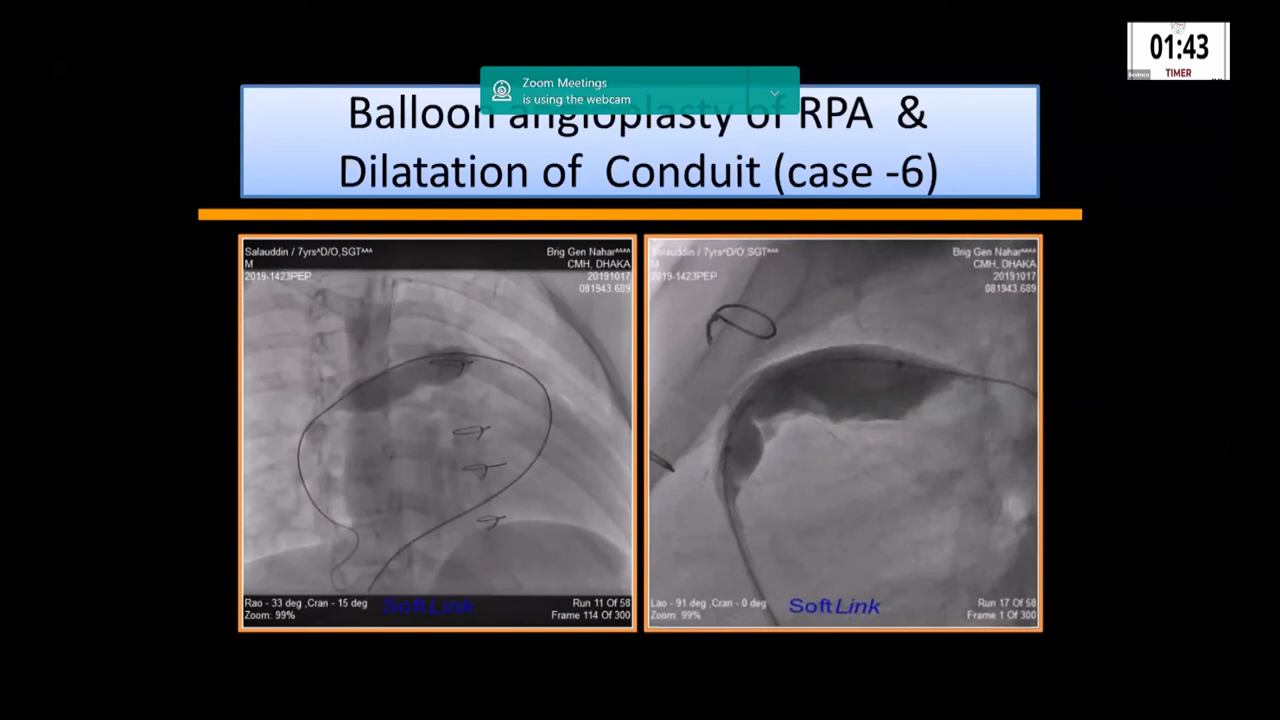 01:43
TIMER
Zoom Meetings
is using the webcam
Balloon angioplasty of RPA &
Dilatation of Conduit (case -6)
Salauddin / 7yrs^D/O,SGT^^^
M
2019-1423PEP
Brig Gen Nahar^^^^
CMH, DHAKA
20191017
081943.689
Rao - 33 deg ,Cran - 15 deg
Zoom: 99%
SoftLink
Run 11 Of 58
Frame 114 Of 300
Salauddin / 7yrs^D/O,SGT^^^
M
2019-1423PEP
Brig Gen Nahar^^^^
CMH, DHAKA
20191017
081943.689
Lao - 91 deg ,Cran - 0 deg
Zoom: 99%
SoftLink
Run 17 Of 58
Frame 1 Of 300